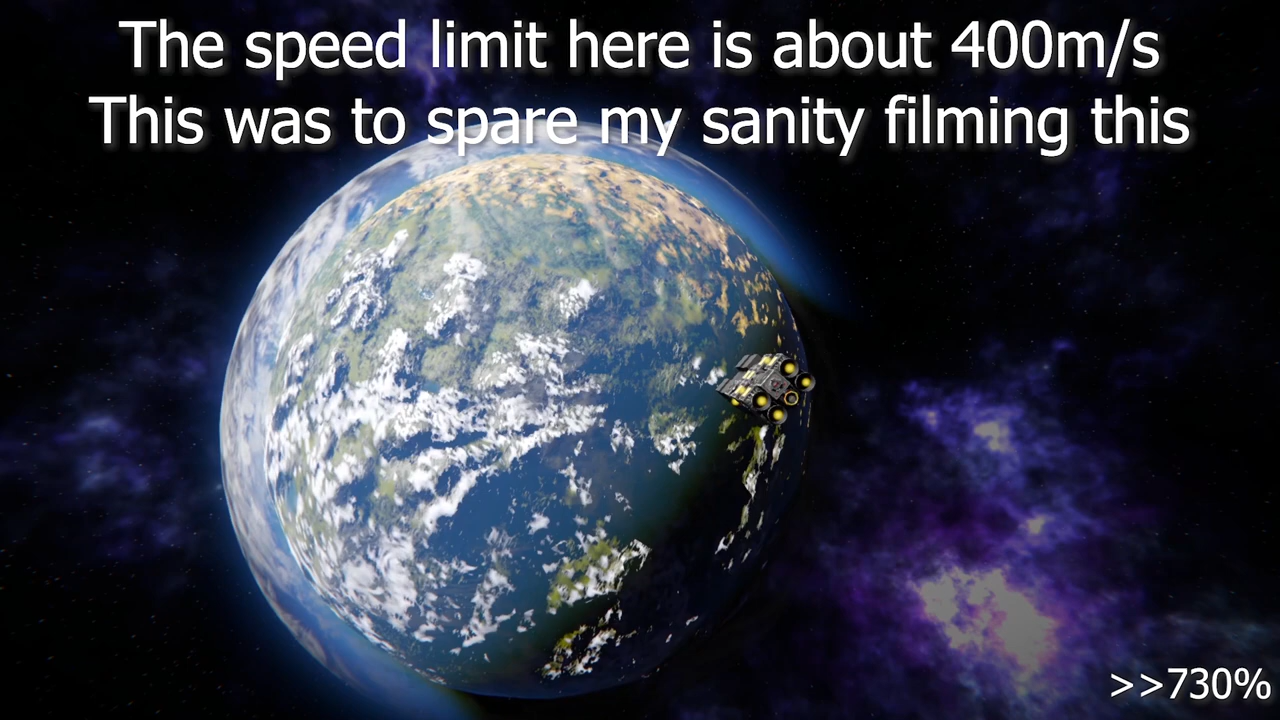 The speed limit here is about 400m/s
This was to spare my sanity filming this
>>730%